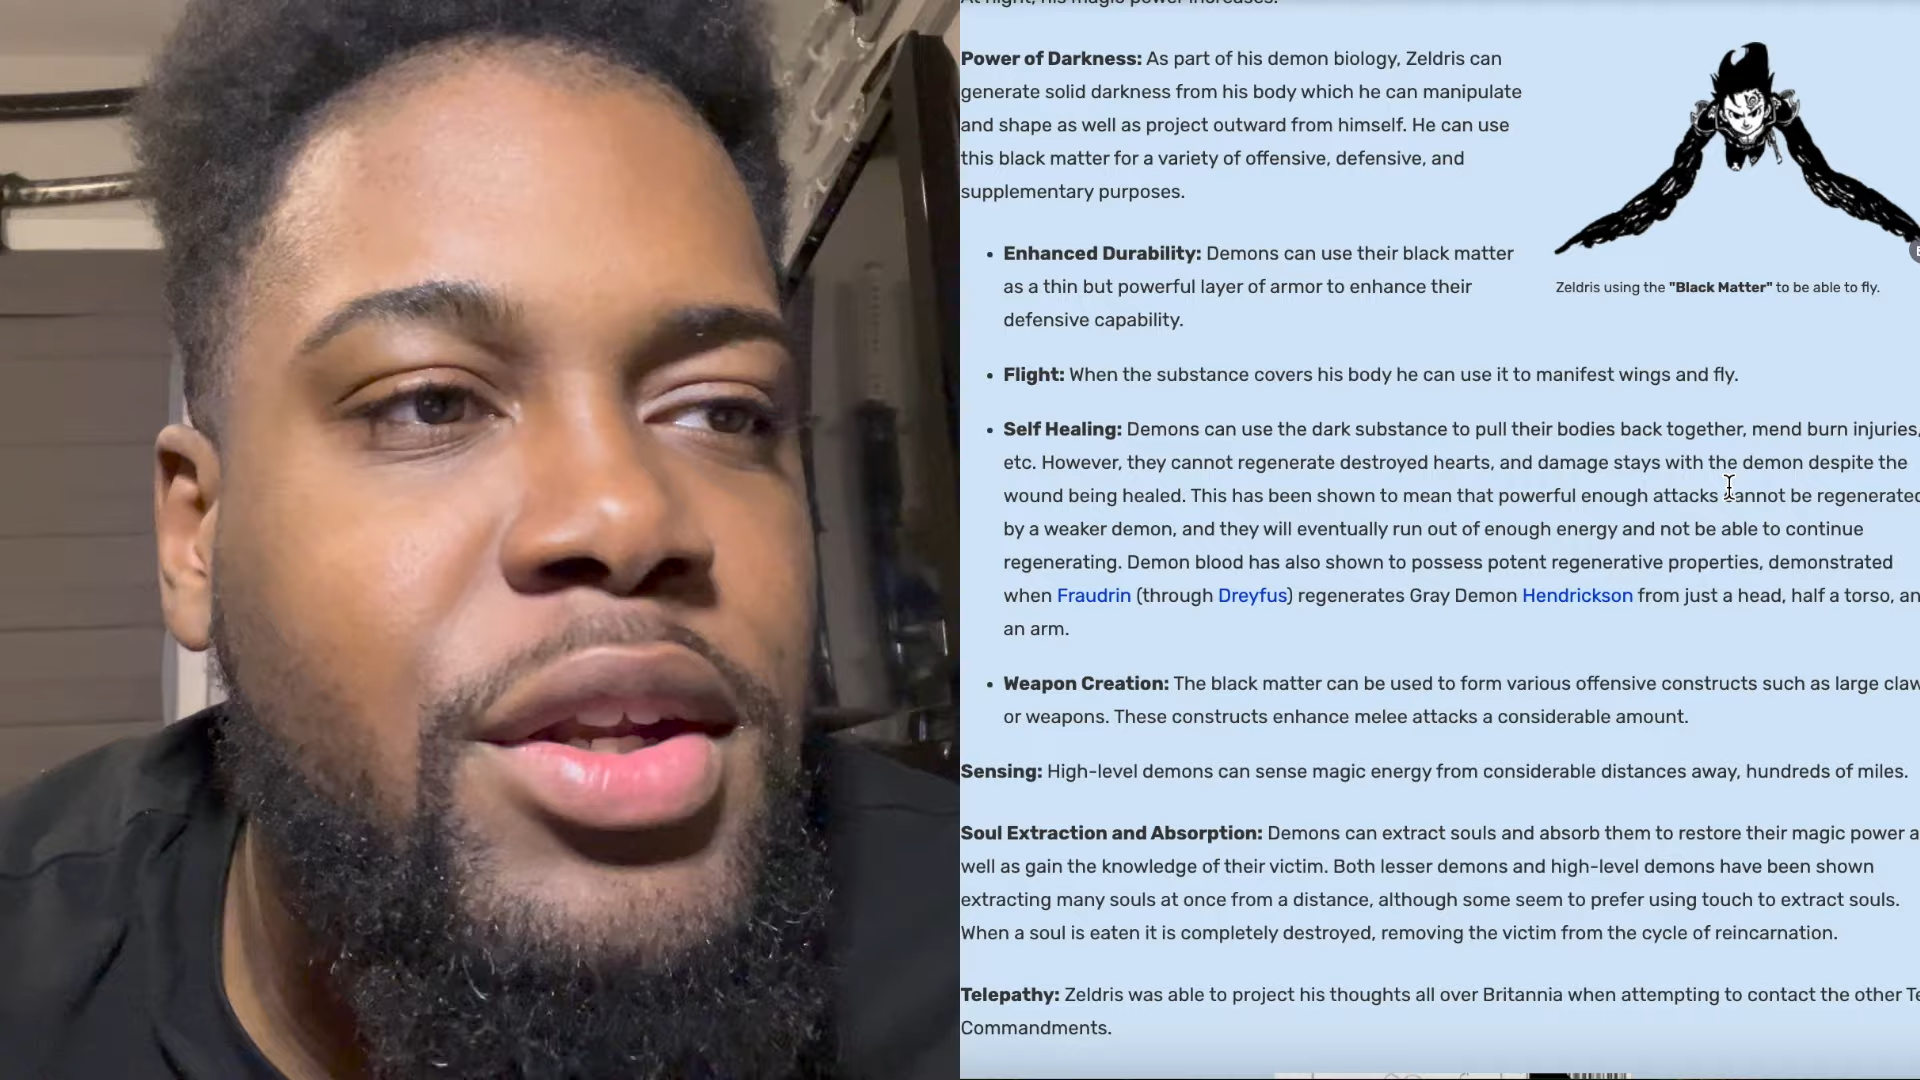 At night, his magic power increases.
Power of Darkness: As part of his demon biology, Zeldris can
generate solid darkness from his body which he can manipulate
and shape as well as project outward from himself. He can use
this black matter for a variety of offensive, defensive, and
supplementary purposes.
Zeldris using the "Black Matter" to be able to fly.
• Enhanced Durability: Demons can use their black matter
as a thin but powerful layer of armor to enhance their
defensive capability.
• Flight: When the substance covers his body he can use it to manifest wings and fly.
• Self Healing: Demons can use the dark substance to pull their bodies back together, mend burn injuries,
etc. However, they cannot regenerate destroyed hearts, and damage stays with the demon despite the
wound being healed. This has been shown to mean that powerful enough attacks cannot be regenerated
by a weaker demon, and they will eventually run out of enough energy and not be able to continue
regenerating. Demon blood has also shown to possess potent regenerative properties, demonstrated
when Fraudrin (through Dreyfus) regenerates Gray Demon Hendrickson from just a head, half a torso, an
an arm.
• Weapon Creation: The black matter can be used to form various offensive constructs such as large claw
or weapons. These constructs enhance melee attacks a considerable amount.
Sensing: High-level demons can sense magic energy from considerable distances away, hundreds of miles.
Soul Extraction and Absorption: Demons can extract souls and absorb them to restore their magic power a
well as gain the knowledge of their victim. Both lesser demons and high-level demons have been shown
extracting many souls at once from a distance, although some seem to prefer using touch to extract souls.
When a soul is eaten it is completely destroyed, removing the victim from the cycle of reincarnation.
Telepathy: Zeldris was able to project his thoughts all over Britannia when attempting to contact the other Te
Commandments.